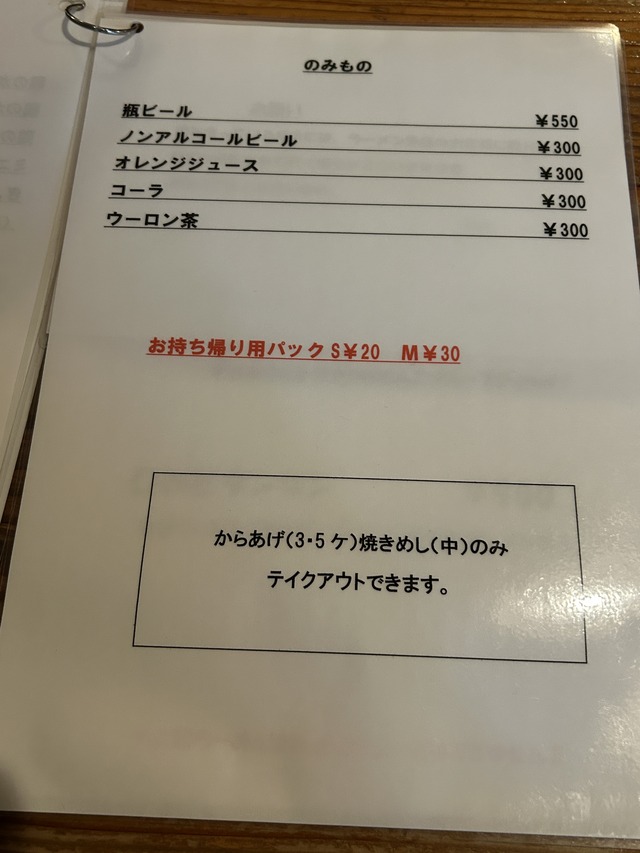 のみもの
瓶ビール ￥550
ノンアルコールビール ￥300
オレンジジュース ￥300
コーラ ￥300
ウーロン茶 ￥300
お持ち帰り用パック S￥20 M￥30
からあげ(3・5 ケ)焼きめし(中)のみ
テイクアウトできます。